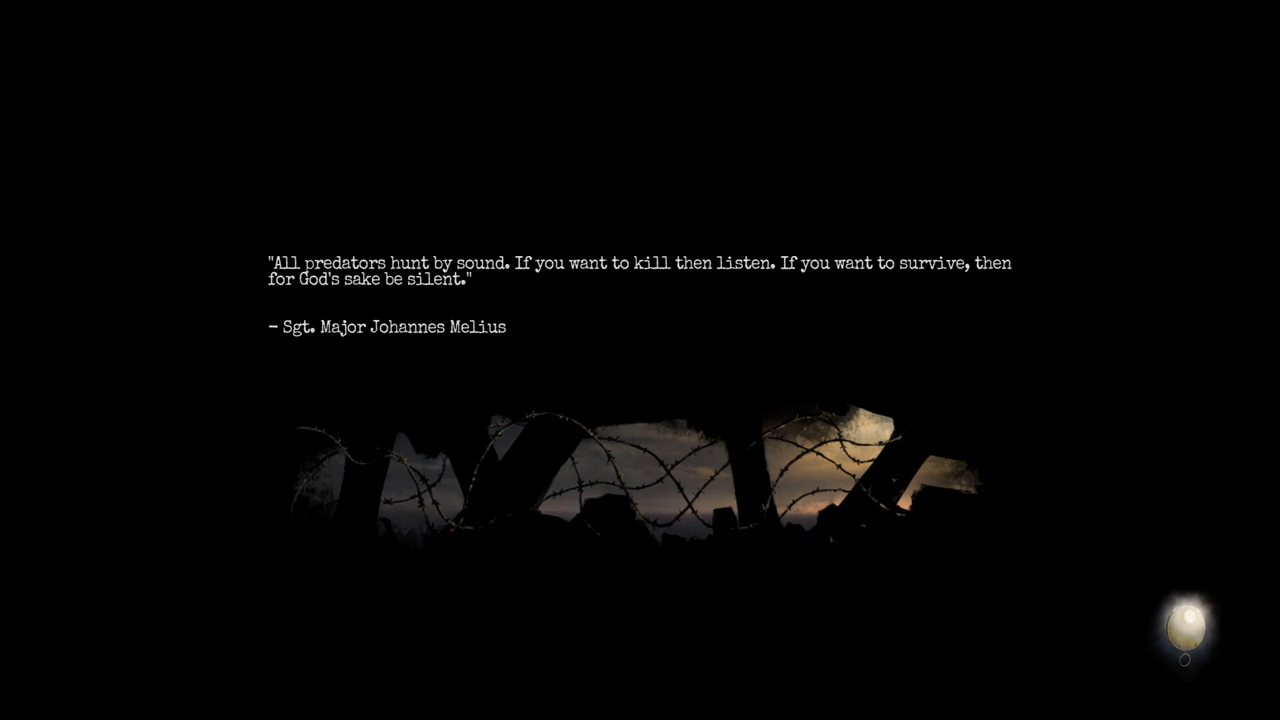 "All predators hunt by sound. If you want to kill then listen. If you want to survive, then
for God's sake be silent."
– Sgt. Major Johannes Melius